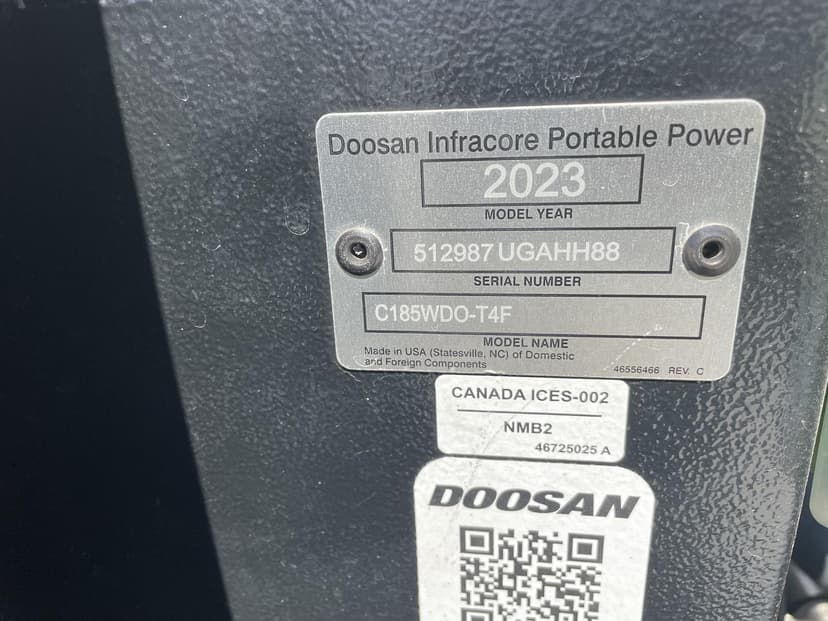 Doosan Infracore Portable Power
2023
MODEL YEAR
512987 UGAHH88
SERIAL NUMBER
C185WDO-T4F
MODEL NAME
Made in USA (Statesville, NC) of Domestic
and Foreign Components
46556466 REV. C
CANADA ICES-002
NMB2
46725025 A
DOOSAN